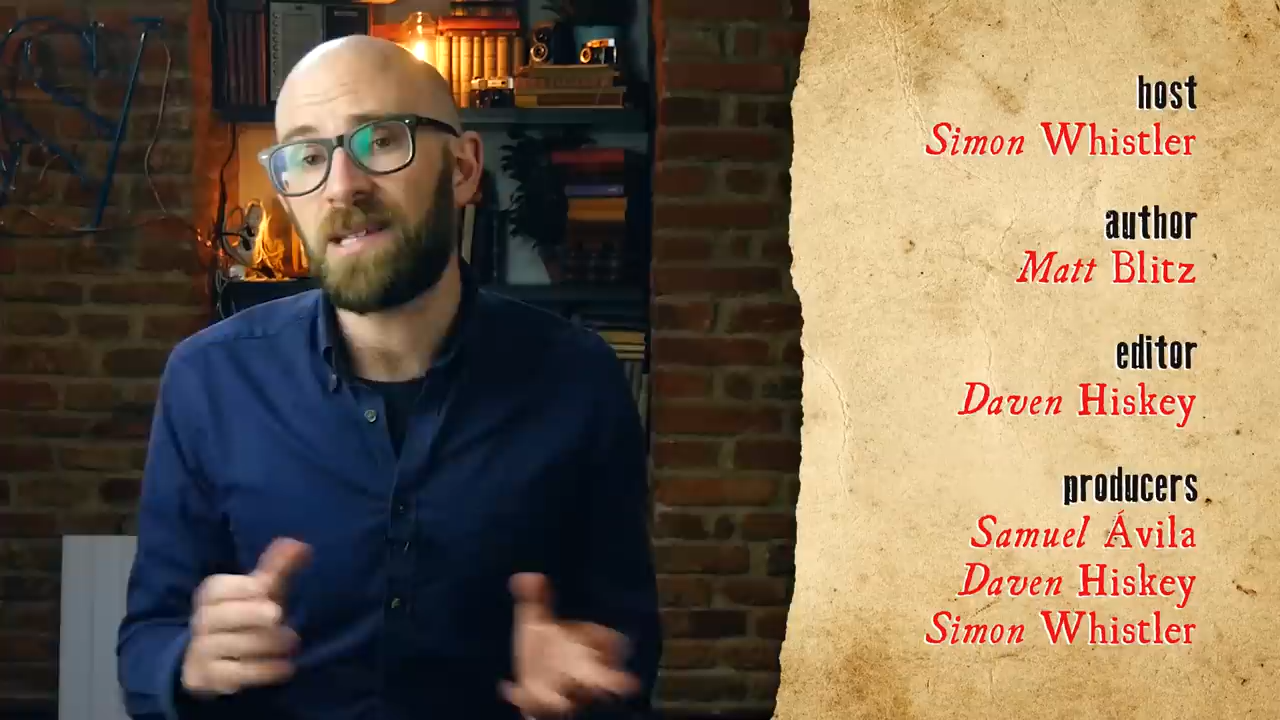 host
Simon Whistler
author
Matt Blitz
editor
Daven Hiskey
producers
Samuel Ávila
Daven Hiskey
Simon Whistler